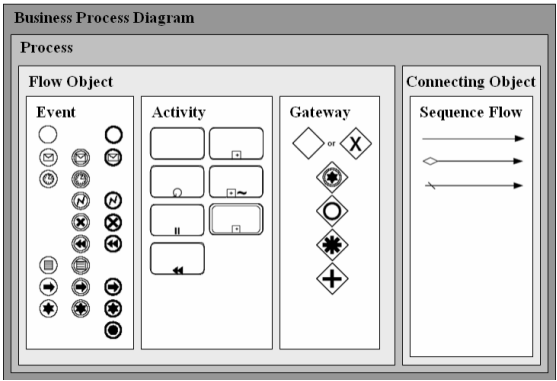 Business Process Diagram
Process
Flow Object
Connecting Object
Event
Activity
Gateway
Sequence Flow
or X